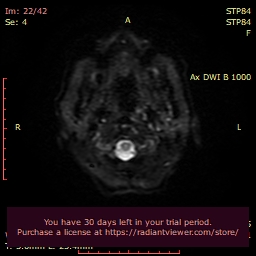 Im: 22/42
Se: 4
A
STP84
STP84
F
Ax DWI B 1000
R
L
You have 30 days left in your trial period.
Purchase a license at https://radiantviewer.com/store/